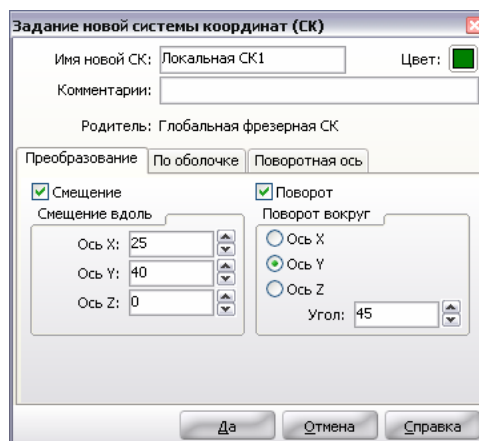 Задание новой системы координат (СК)
Имя новой СК: Локальная СК1 Цвет:
Комментарии:
Родитель: Глобальная фрезерная СК
Преобразование По оболочке Поворотная ось
Смещение Поворот
Смещение вдоль Поворот вокруг
Ось X: 25 Ось X
Ось Y: 40 Ось Y
Ось Z: 0 Ось Z
Угол: 45
Да Отмена Справка